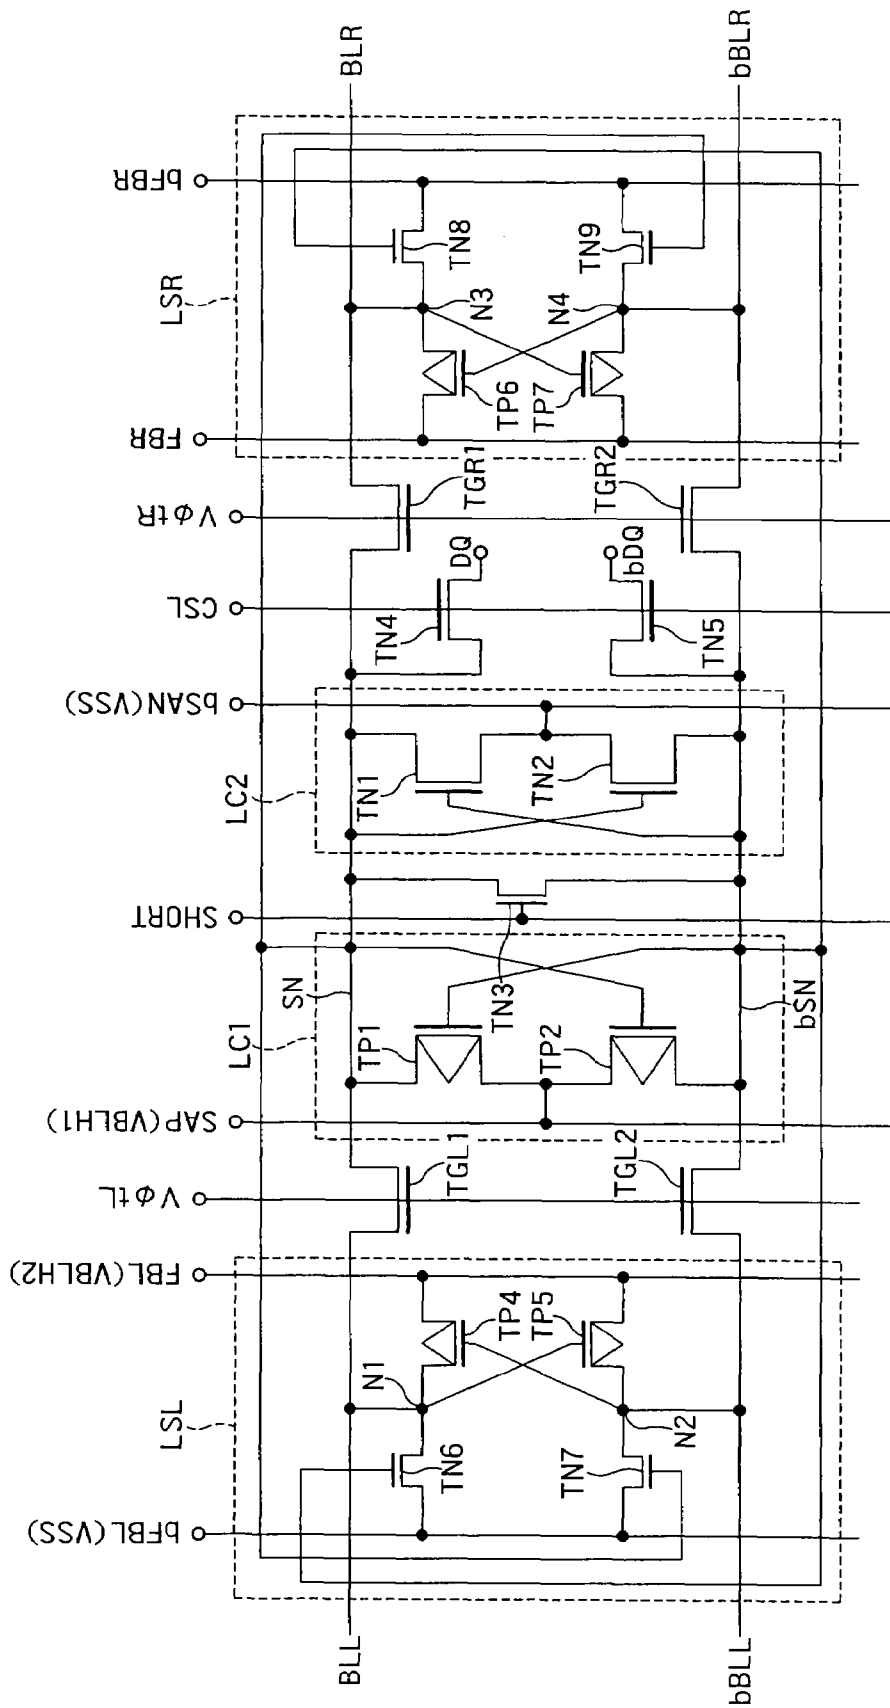 bFBL(VSS)
FBL(VBLH2)
VφtL
SAP(VBLH1)
SHORT
bSAN(VSS)
CSL
VφtR
FBR
bFBR
LSL
LC1
LC2
LSR
SN
BLL
BLR
N1
TN6
TP4
TGL1
TP1
TN1
TN4
DQ
TGR1
TP6
N3
TN8
TN3
TN7
N2
TP5
TGL2
TP2
TN2
TN5
bDQ
TGR2
TP7
N4
TN9
bSN
bBLL
bBLR